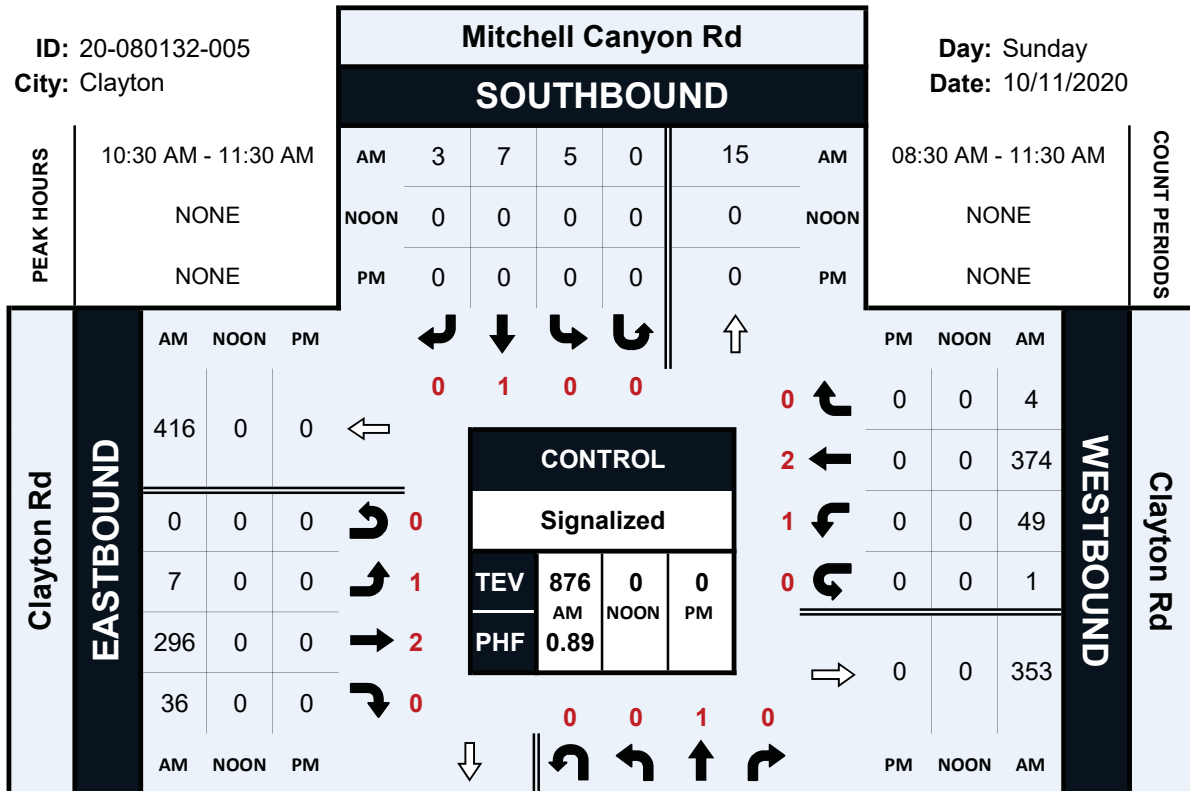 ID: 20-080132-005
City: Clayton
Mitchell Canyon Rd
SOUTHBOUND
Day: Sunday
Date: 10/11/2020
PEAK HOURS
10:30 AM - 11:30 AM
NONE
NONE
AM 3 7 5 0 15 AM
NOON 0 0 0 0 0 NOON
PM 0 0 0 0 0 PM
08:30 AM - 11:30 AM
NONE
NONE
COUNT PERIODS
0 1 0 0
Clayton Rd
EASTBOUND
AM NOON PM
416 0 0
0 0 0 0
7 0 0 1
296 0 0 2
36 0 0 0
AM NOON PM
CONTROL
Signalized
TEV 876 0 0
AM NOON PM
PHF 0.89
PM NOON AM
0 0 0 4
2 0 0 374
1 0 0 49
0 0 0 1
0 0 353
PM NOON AM
WESTBOUND
Clayton Rd
0 0 1 0